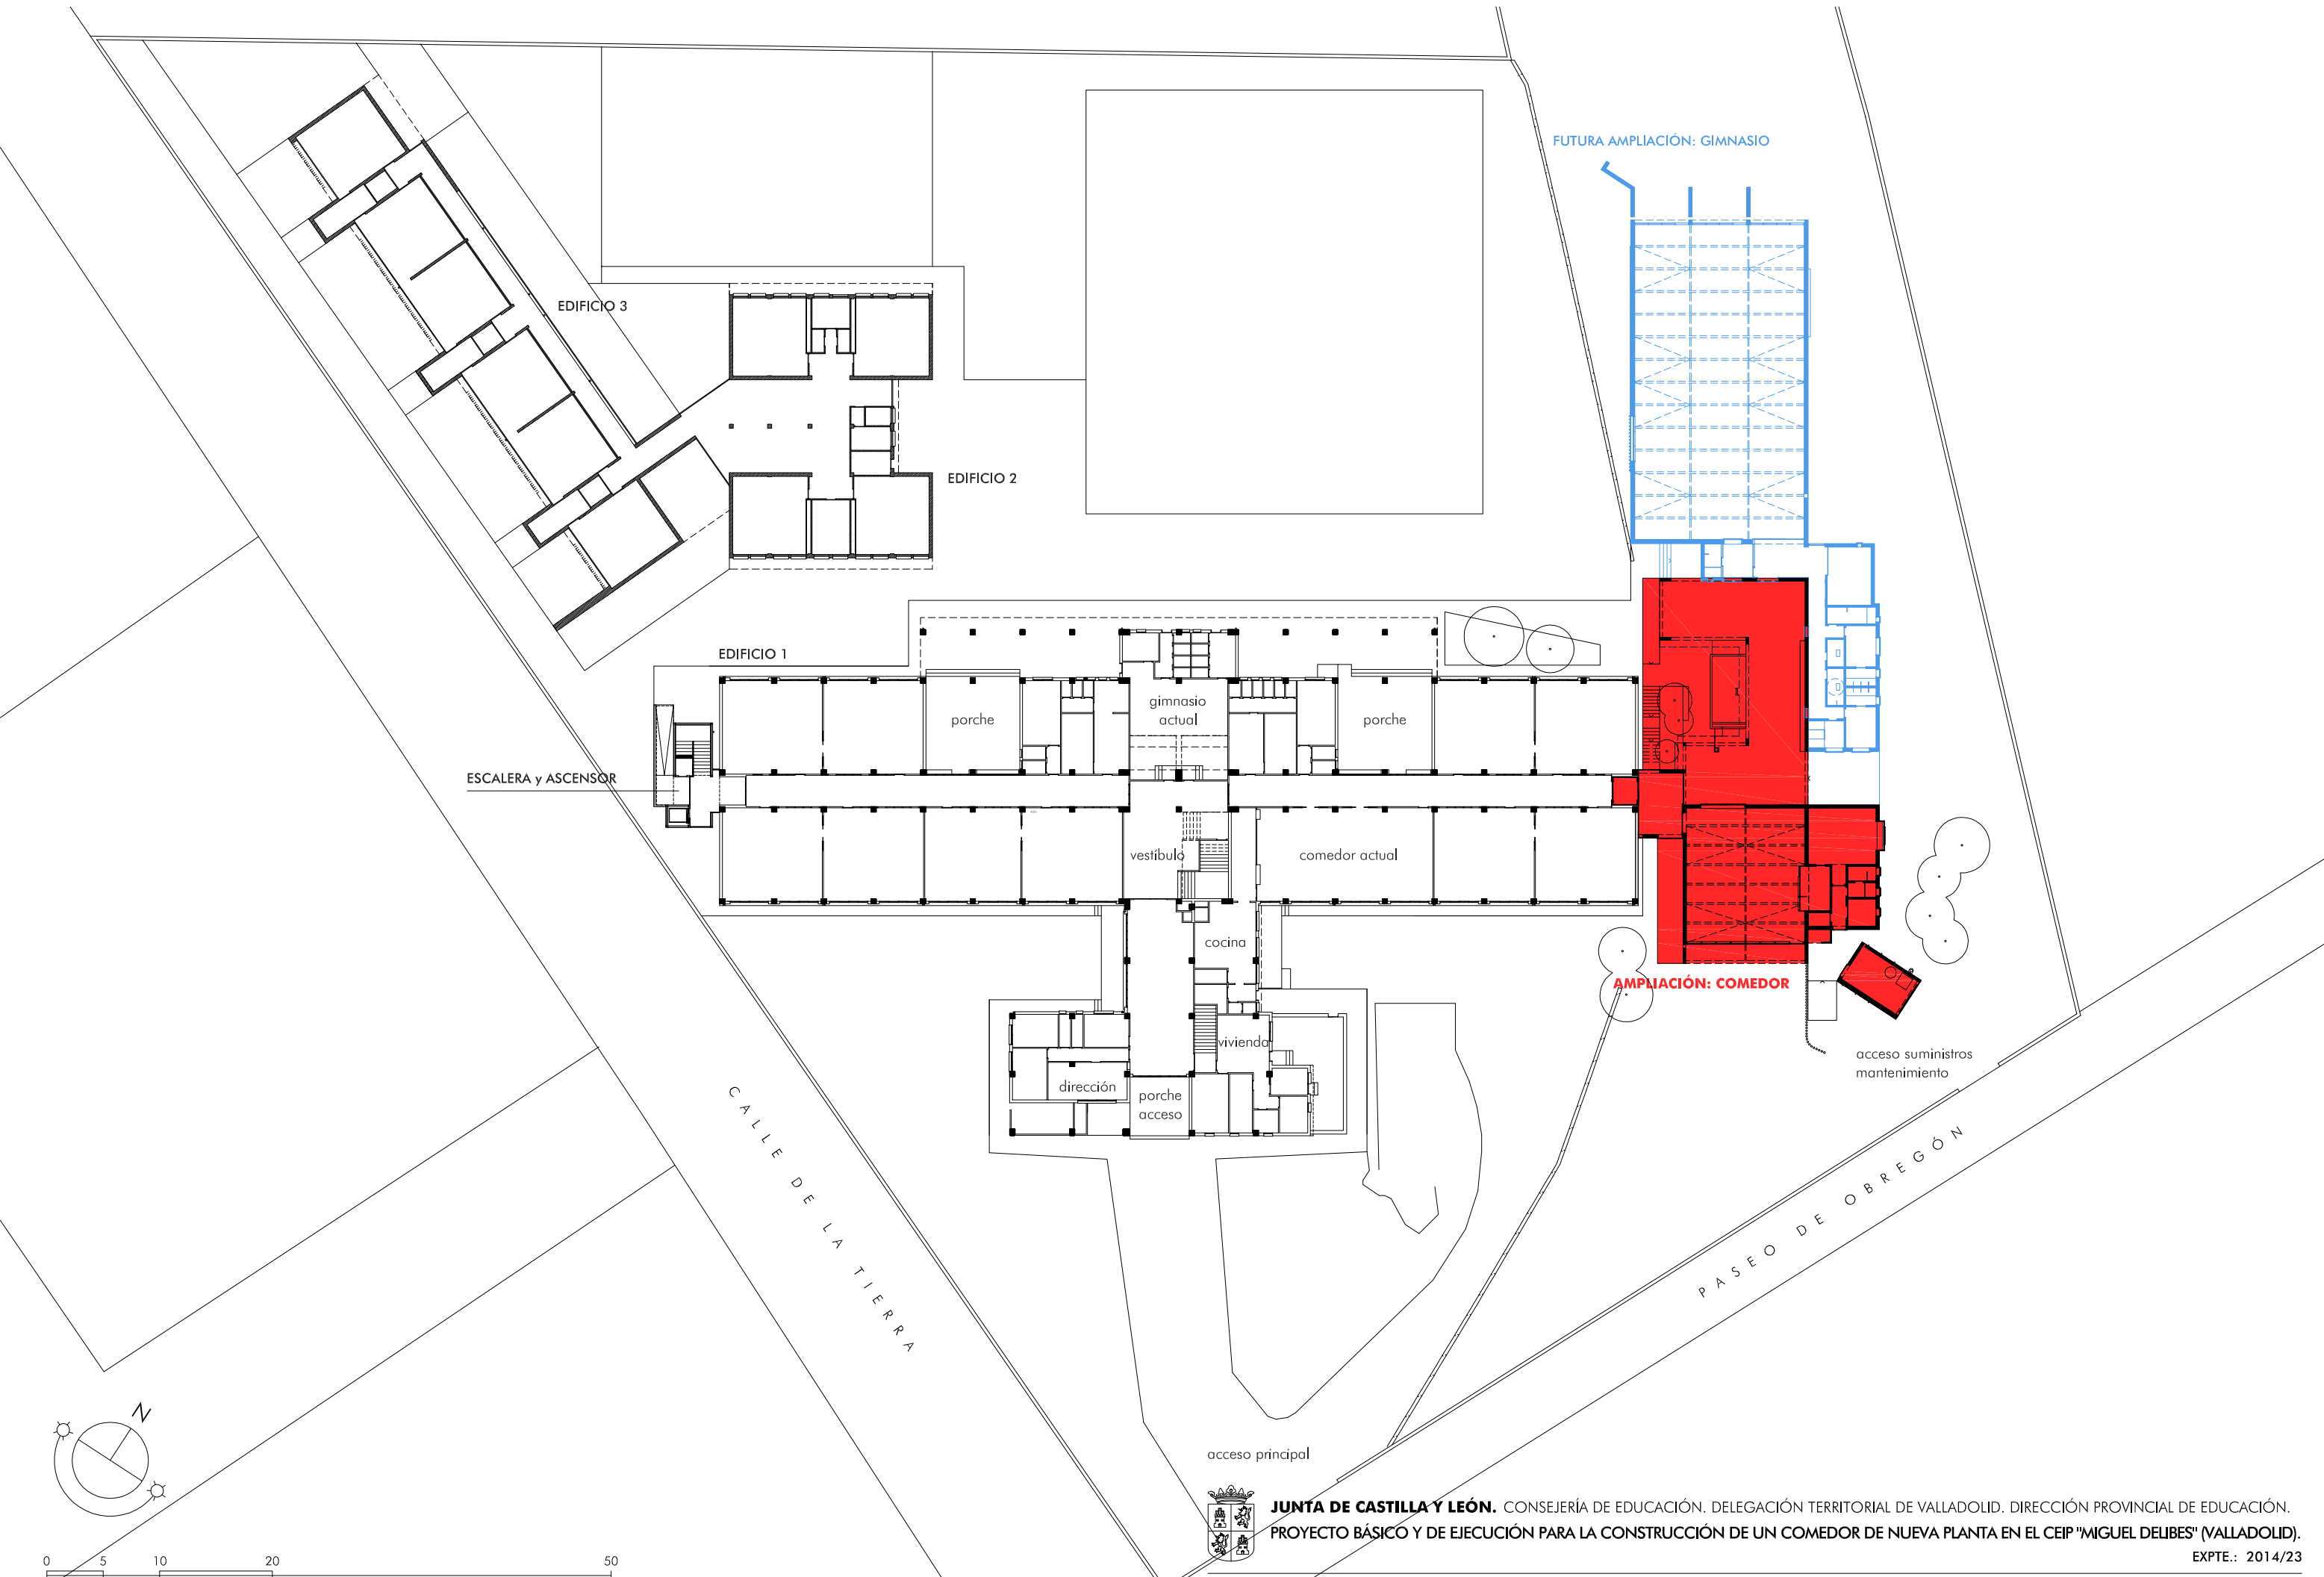 FUTURA AMPLIACIÓN: GIMNASIO
EDIFICIO 3
EDIFICIO 2
EDIFICIO 1
gimnasio
actual
porche
porche
ESCALERA y ASCENSOR
vestíbulo
comedor actual
cocina
AMPLIACIÓN: COMEDOR
vivienda
acceso suministros
mantenimiento
dirección
porche
acceso
CALLE DE LA TIERRA
PASEO DE OBREGÓN
N
acceso principal
JUNTA DE CASTILLA Y LEÓN. CONSEJERÍA DE EDUCACIÓN. DELEGACIÓN TERRITORIAL DE VALLADOLID. DIRECCIÓN PROVINCIAL DE EDUCACIÓN.
PROYECTO BÁSICO Y DE EJECUCIÓN PARA LA CONSTRUCCIÓN DE UN COMEDOR DE NUEVA PLANTA EN EL CEIP "MIGUEL DELIBES" (VALLADOLID).
EXPTE.: 2014/23
0 5 10 20 50